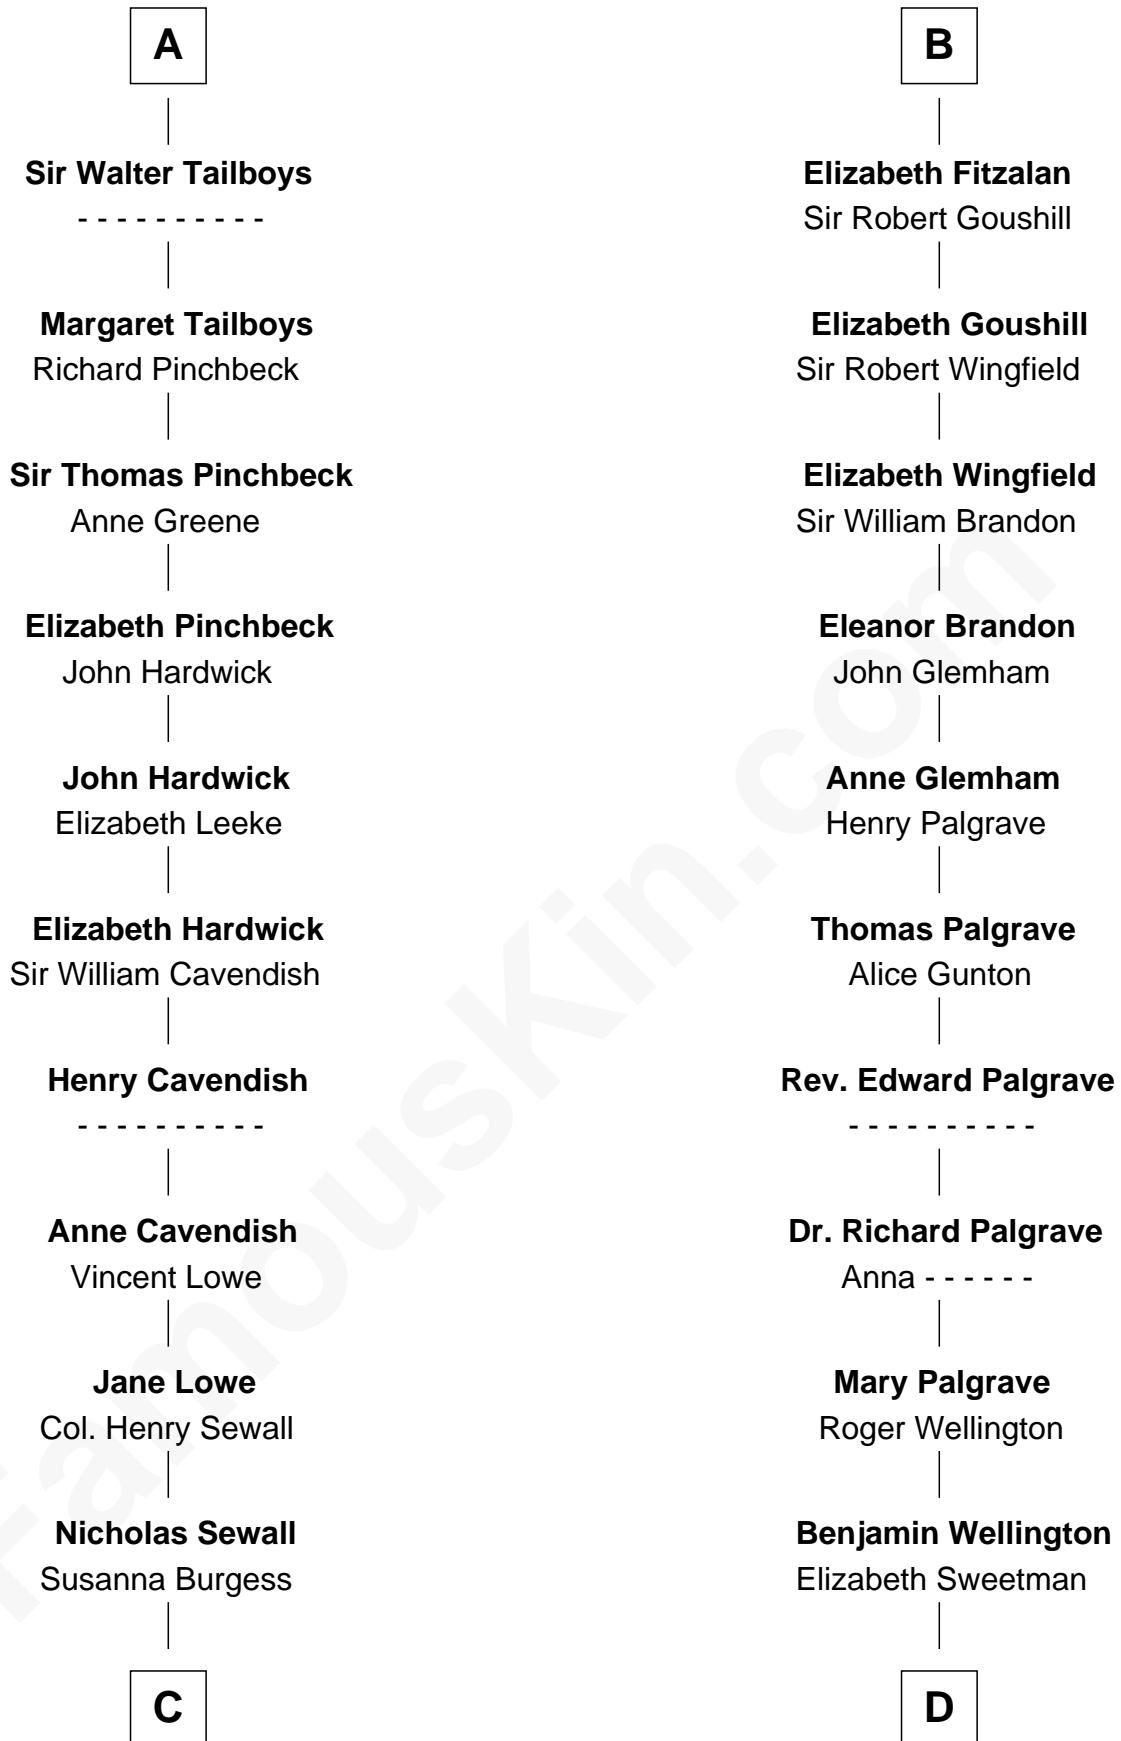 A
Sir Walter Tailboys
- - - - - - - - - -
Margaret Tailboys
Richard Pinchbeck
Sir Thomas Pinchbeck
Anne Greene
Elizabeth Pinchbeck
John Hardwick
John Hardwick
Elizabeth Leeke
Elizabeth Hardwick
Sir William Cavendish
Henry Cavendish
- - - - - - - - - -
Anne Cavendish
Vincent Lowe
Jane Lowe
Col. Henry Sewall
Nicholas Sewall
Susanna Burgess
C
B
Elizabeth Fitzalan
Sir Robert Goushill
Elizabeth Goushill
Sir Robert Wingfield
Elizabeth Wingfield
Sir William Brandon
Eleanor Brandon
John Glemham
Anne Glemham
Henry Palgrave
Thomas Palgrave
Alice Gunton
Rev. Edward Palgrave
- - - - - - - - - -
Dr. Richard Palgrave
Anna - - - - - -
Mary Palgrave
Roger Wellington
Benjamin Wellington
Elizabeth Sweetman
D
FamousKin.com